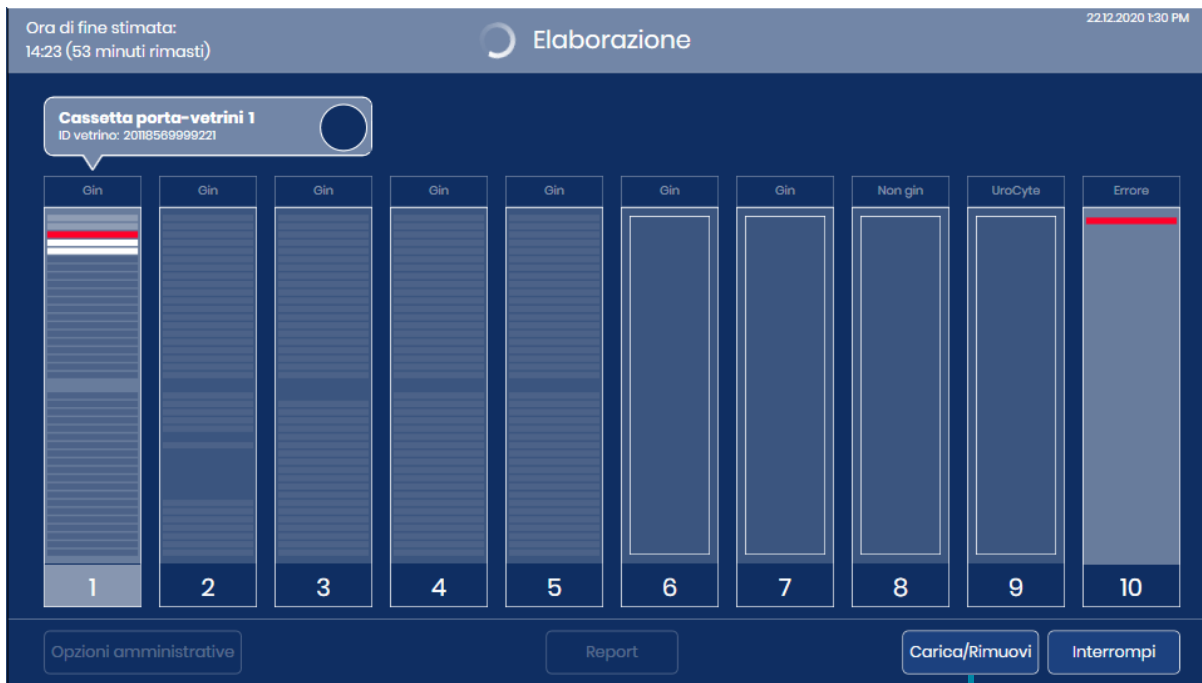 Ora di fine stimata:
14:23 (53 minuti rimasti)
Elaborazione
22.12.2020 1:30 PM
Cassetta porta-vetrini 1
ID vetrino: 20118569999221
Gin Gin Gin Gin Gin Gin Gin Non gin UroCyte Errore
1 2 3 4 5 6 7 8 9 10
Opzioni amministrative Report Carica/Rimuovi Interrompi